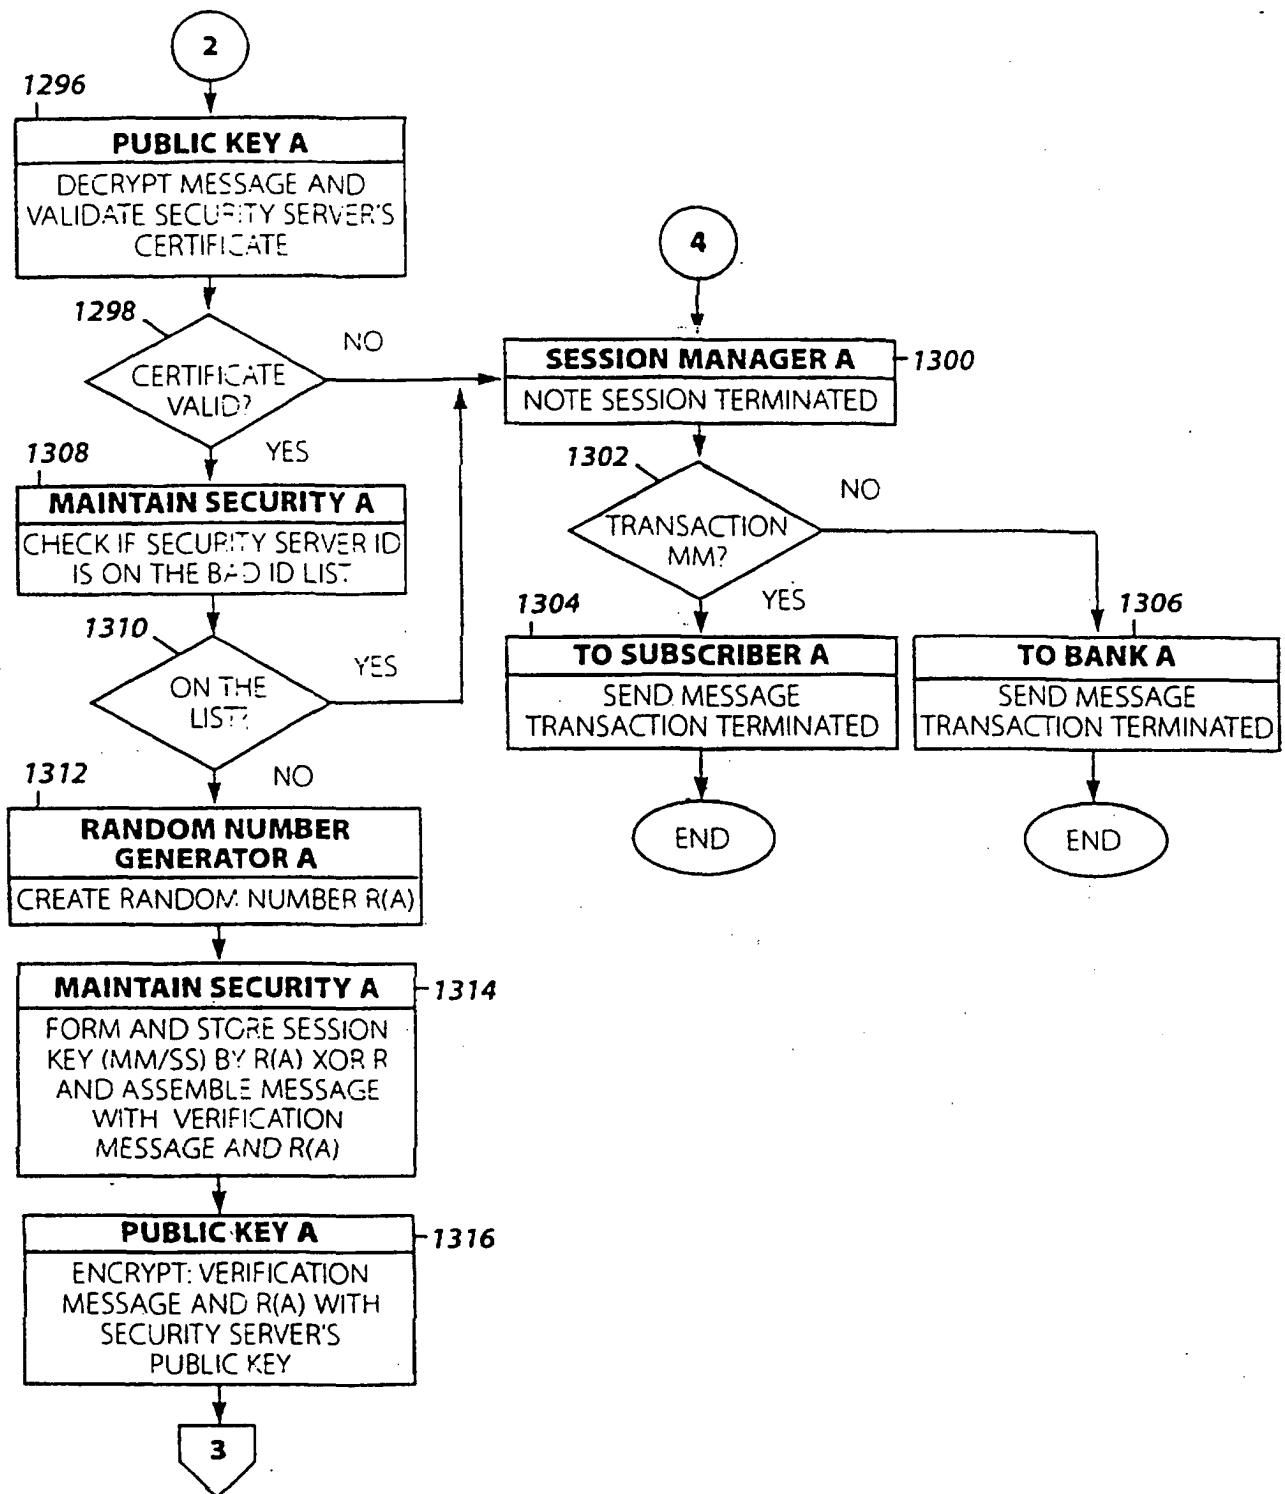 2
1296
PUBLIC KEY A
DECRYPT MESSAGE AND
VALIDATE SECURITY SERVER'S
CERTIFICATE
1298
CERTIFICATE
VALID?
NO
YES
1308
MAINTAIN SECURITY A
CHECK IF SECURITY SERVER ID
IS ON THE BAD ID LIST
1310
ON THE
LIST?
YES
NO
1312
RANDOM NUMBER
GENERATOR A
CREATE RANDOM NUMBER R(A)
MAINTAIN SECURITY A
1314
FORM AND STORE SESSION
KEY (MM/SS) BY R(A) XOR R
AND ASSEMBLE MESSAGE
WITH VERIFICATION
MESSAGE AND R(A)
PUBLIC KEY A
1316
ENCRYPT: VERIFICATION
MESSAGE AND R(A) WITH
SECURITY SERVER'S
PUBLIC KEY
3
4
SESSION MANAGER A
1300
NOTE SESSION TERMINATED
1302
TRANSACTION
MM?
NO
YES
1304
TO SUBSCRIBER A
SEND MESSAGE
TRANSACTION TERMINATED
END
1306
TO BANK A
SEND MESSAGE
TRANSACTION TERMINATED
END